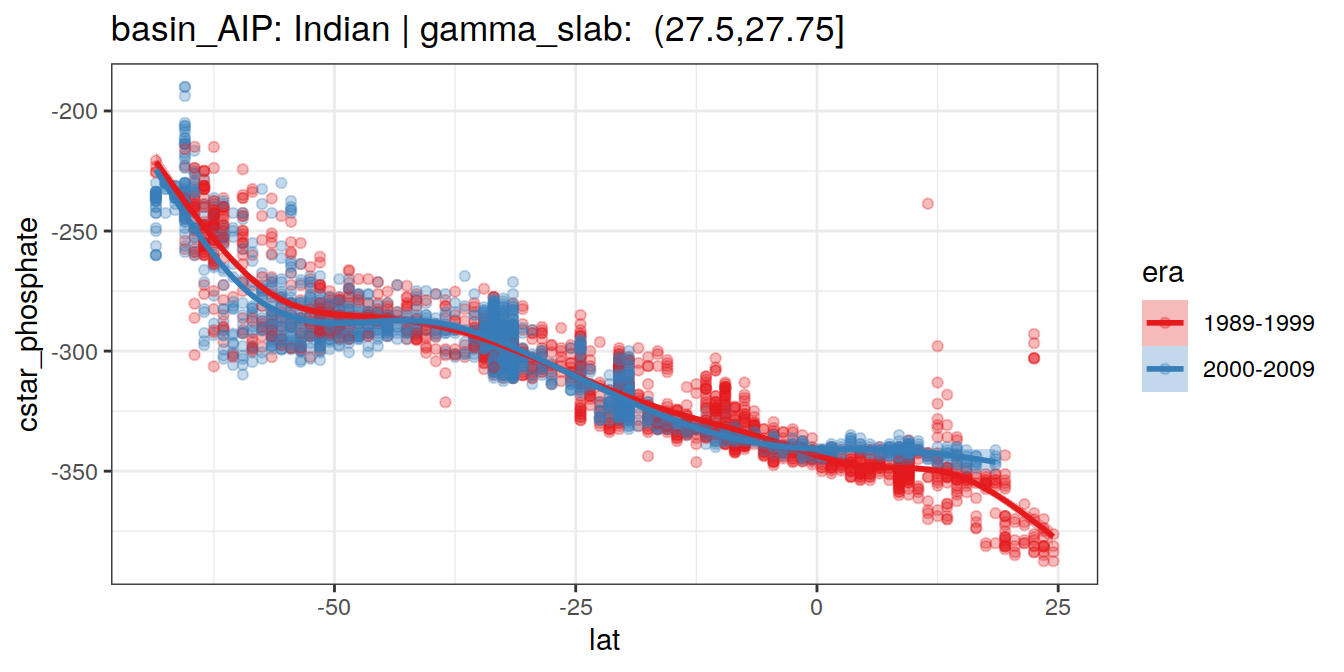 basin_AIP: Indian | gamma_slab:  (27.5,27.75]
cstar_phosphate
-200
-250
-300
-350
-50
-25
0
25
lat
era
1989-1999
2000-2009